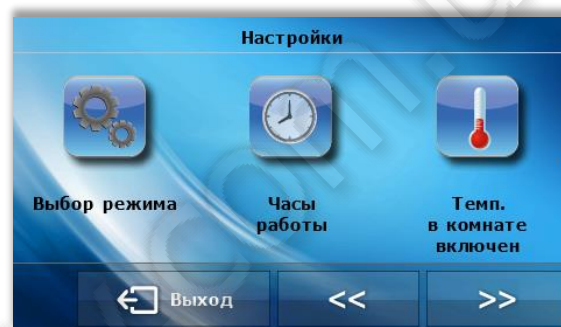 Настройки
Выбор режима
Часы
работы
Темп.
в комнате
включен
Выход
<<
>>